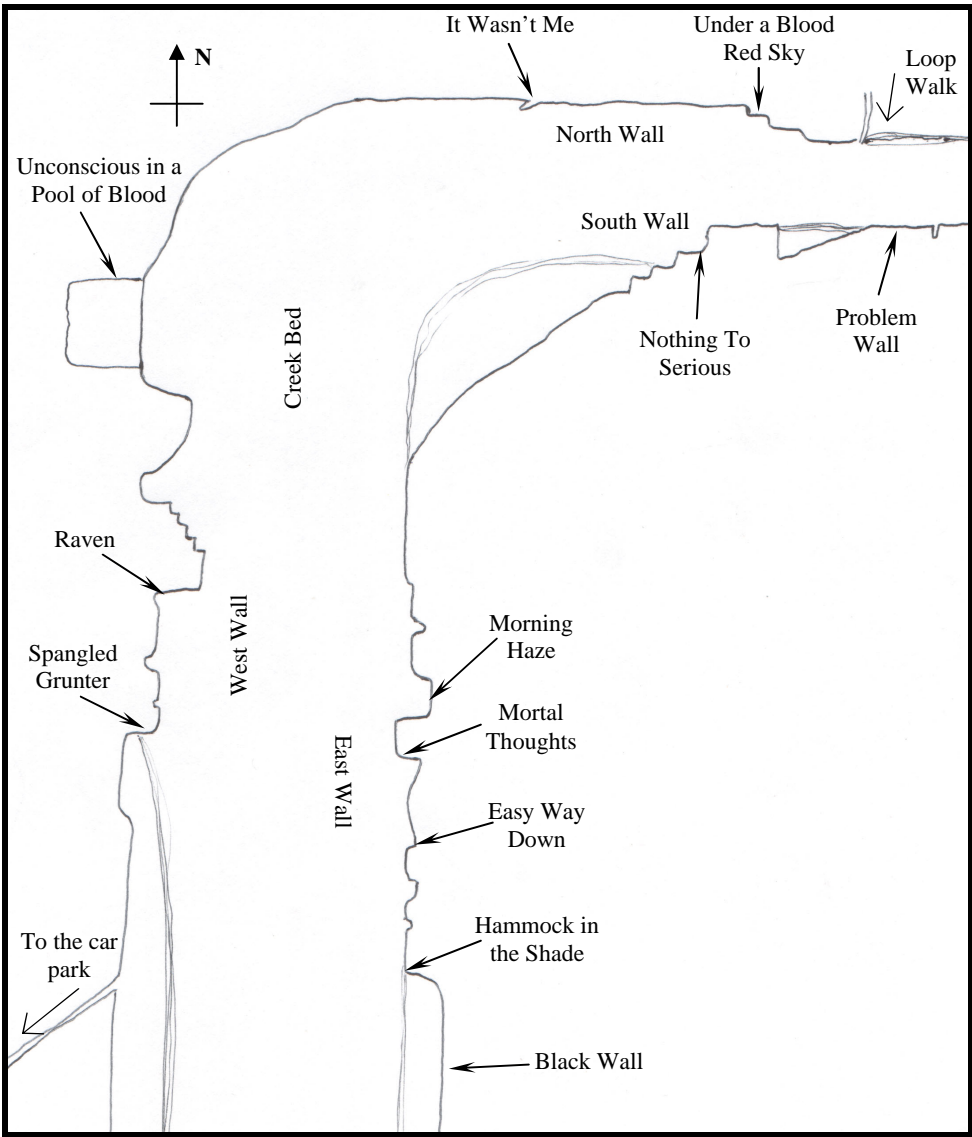 It Wasn't Me
Under a Blood
Red Sky
Loop
Walk
N
North Wall
Unconscious in a
Pool of Blood
South Wall
Nothing To
Serious
Problem
Wall
Creek Bed
Raven
West Wall
Morning
Haze
Spangled
Grunter
Mortal
Thoughts
East Wall
Easy Way
Down
Hammock in
the Shade
To the car
park
Black Wall